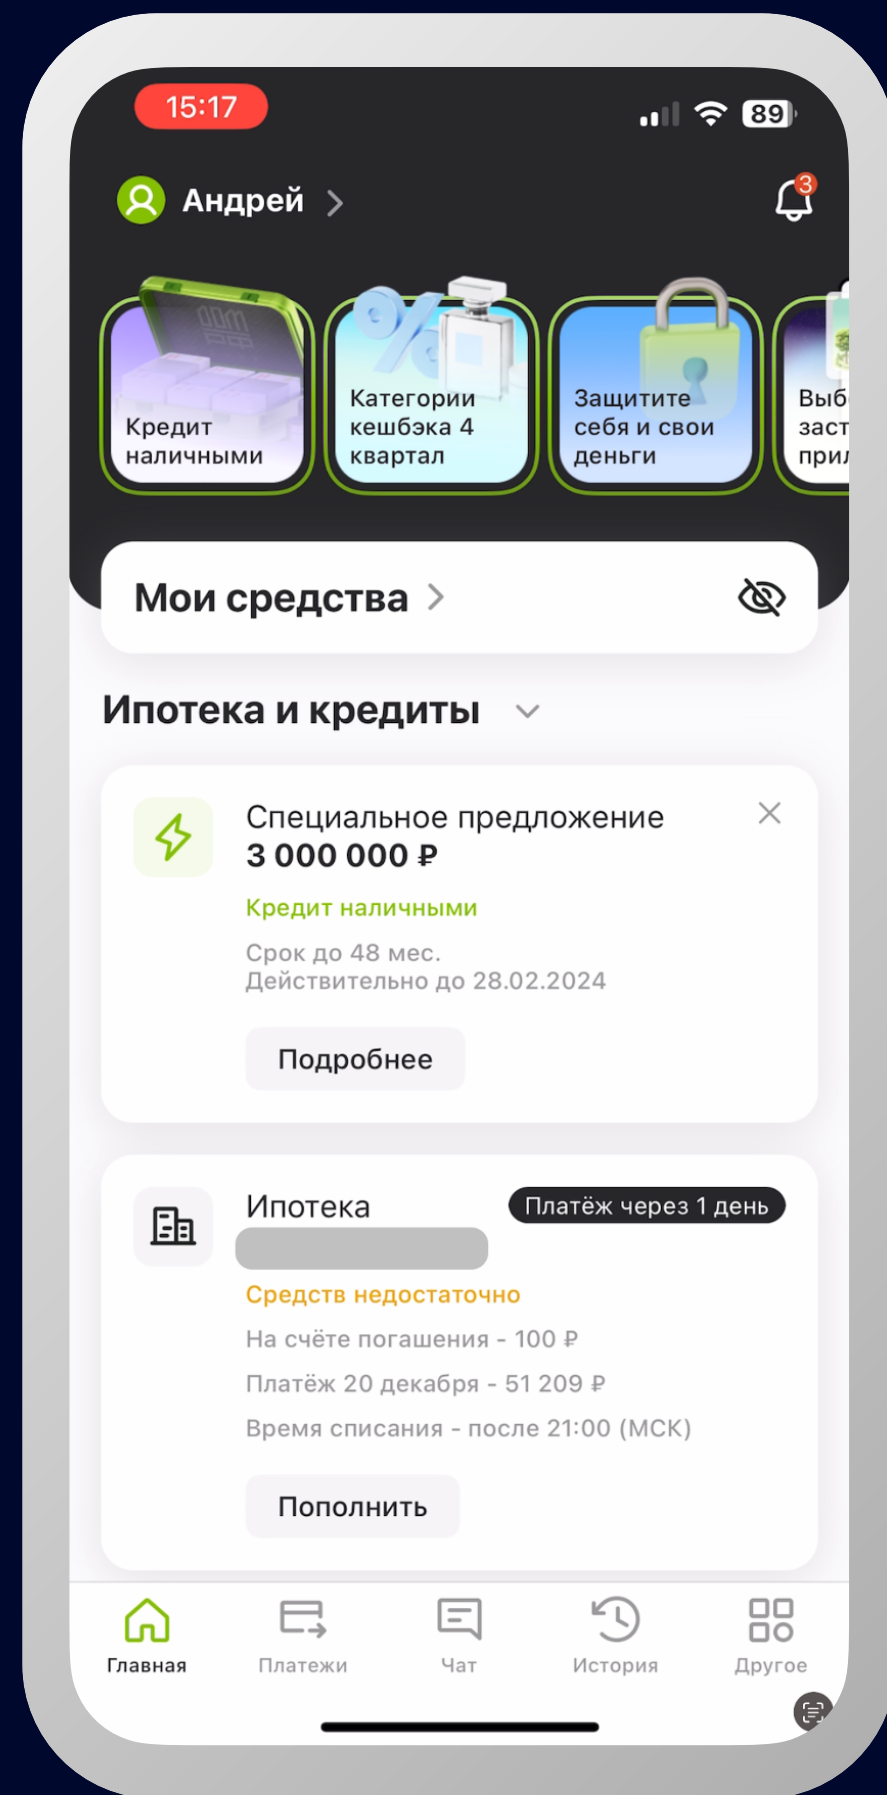 15:17
89
Андрей
3
Кредит
наличными
Категории
кешбэка 4
квартал
Защитите
себя и свои
деньги
Мои средства
Ипотека и кредиты
Специальное предложение
3 000 000 ₽
Кредит наличными
Срок до 48 мес.
Действительно до 28.02.2024
Подробнее
Ипотека
Платёж через 1 день
Средств недостаточно
На счёте погашения - 100 ₽
Платёж 20 декабря - 51 209 ₽
Время списания - после 21:00 (МСК)
Пополнить
Главная
Платежи
Чат
История
Другое